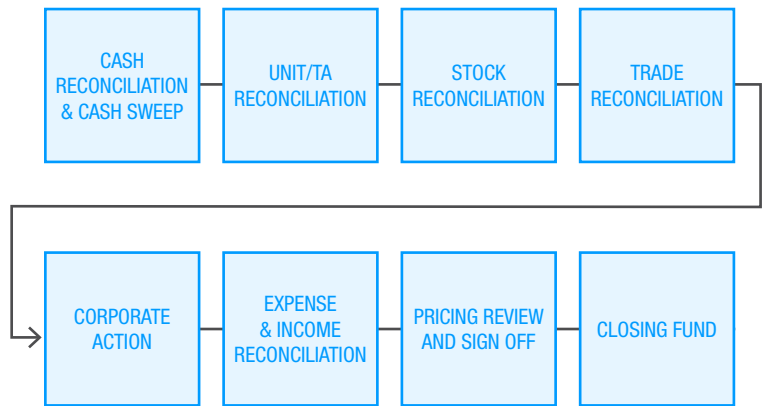 CASH
RECONCILIATION
& CASH SWEEP
UNIT/TA
RECONCILIATION
STOCK
RECONCILIATION
TRADE
RECONCILIATION
CORPORATE
ACTION
EXPENSE
& INCOME
RECONCILIATION
PRICING REVIEW
AND SIGN OFF
CLOSING FUND